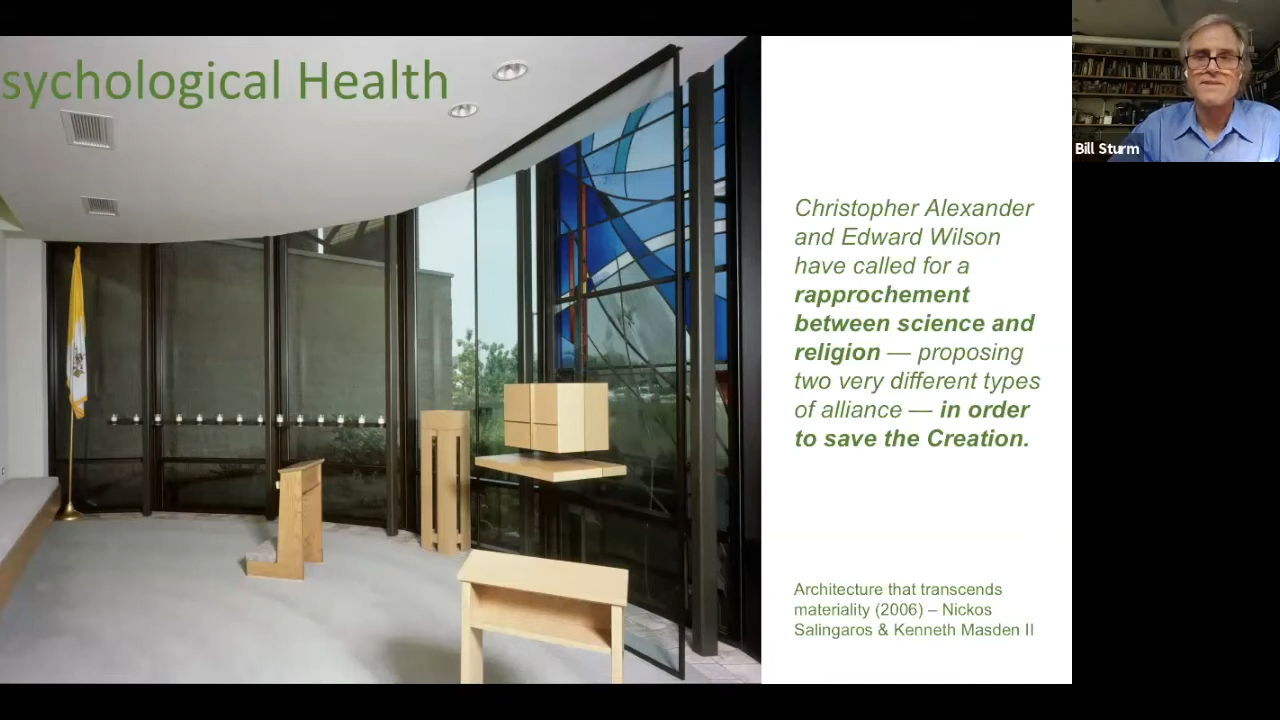 sychological Health
Bill Sturm
Christopher Alexander
and Edward Wilson
have called for a
rapprochement
between science and
religion — proposing
two very different types
of alliance — in order
to save the Creation.
Architecture that transcends
materiality (2006) – Nickos
Salingaros & Kenneth Masden II